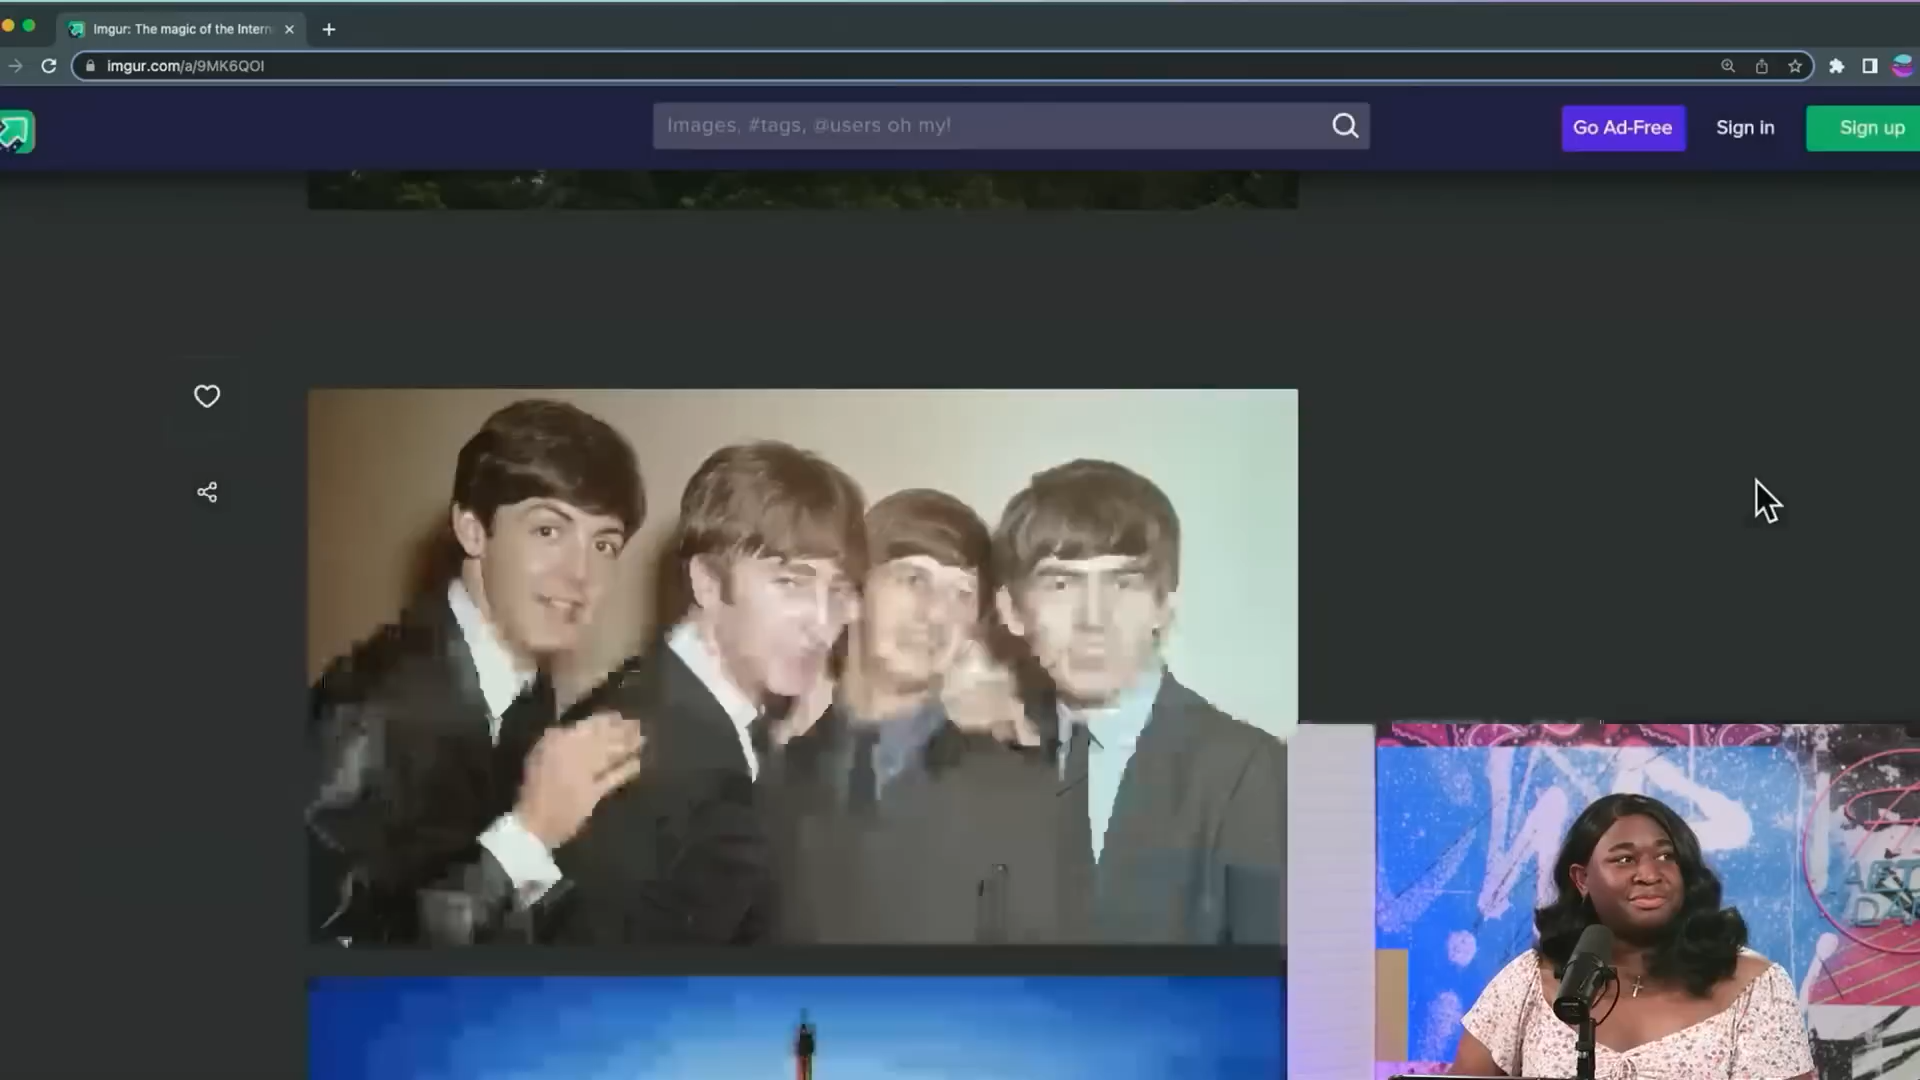 Imgur: The magic of the Intern
imgur.com/a/9MK6QOI
Images, #tags, @users oh my!
Go Ad-Free
Sign in
Sign up